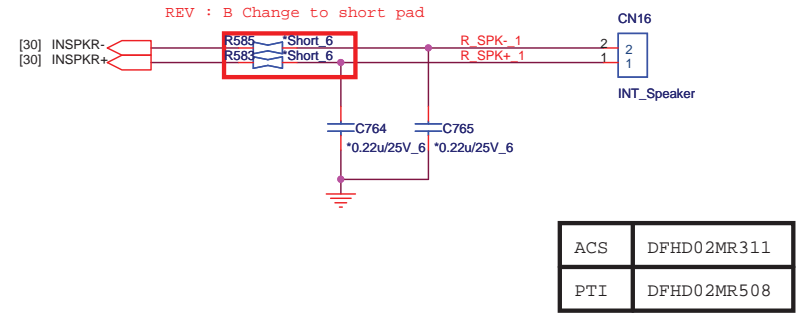 REV : B Change to short pad
CN16
[30] INSPKR- R585 *Short_6 R_SPK-_1 2 2
[30] INSPKR+ R583 *Short_6 R_SPK+_1 1 1
INT_Speaker
C764 C765
*0.22u/25V_6 *0.22u/25V_6
ACS DFHD02MR311
PTI DFHD02MR508